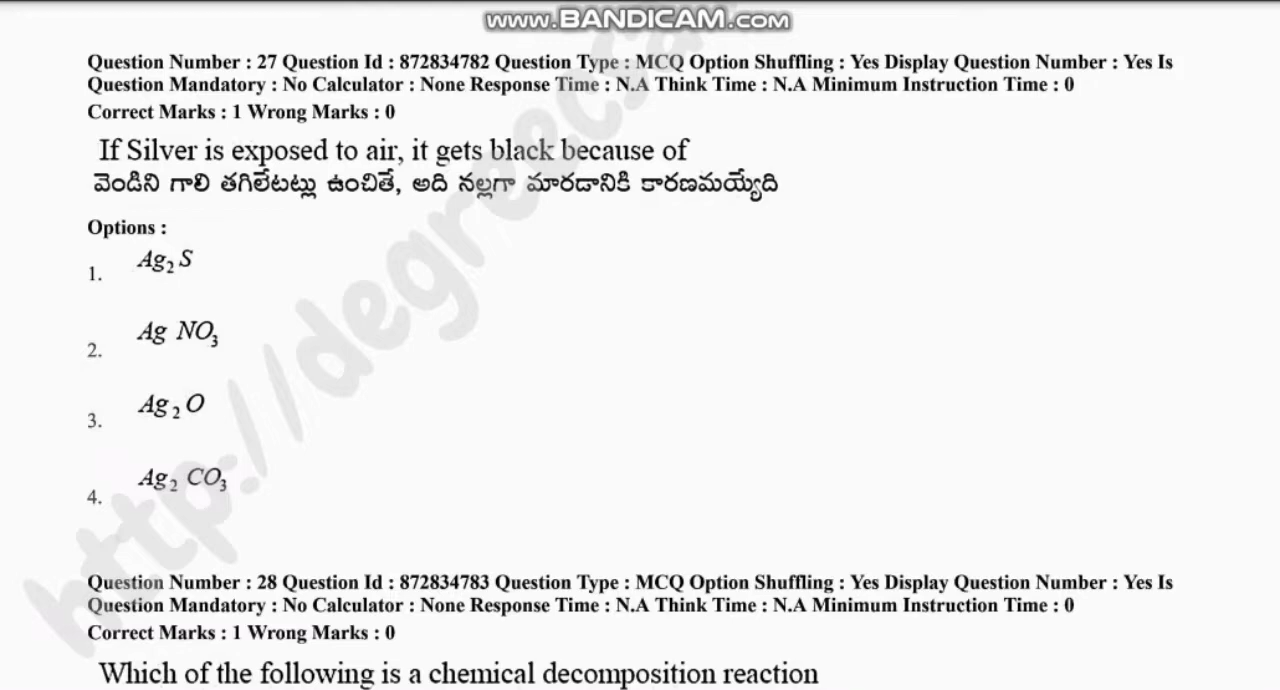 www.BANDICAM.com
Question Number : 27 Question Id : 872834782 Question Type : MCQ Option Shuffling : Yes Display Question Number : Yes Is
Question Mandatory : No Calculator : None Response Time : N.A Think Time : N.A Minimum Instruction Time : 0
Correct Marks : 1 Wrong Marks : 0
If Silver is exposed to air, it gets black because of
వెండిని గాలి తగిలేటట్లు ఉంచితే, అది నల్లగా మారడానికి కారణమయ్యేది
Options :
1. Ag₂ S
2. Ag NO₃
3. Ag ₂ O
4. Ag₂ CO₃
Question Number : 28 Question Id : 872834783 Question Type : MCQ Option Shuffling : Yes Display Question Number : Yes Is
Question Mandatory : No Calculator : None Response Time : N.A Think Time : N.A Minimum Instruction Time : 0
Correct Marks : 1 Wrong Marks : 0
Which of the following is a chemical decomposition reaction